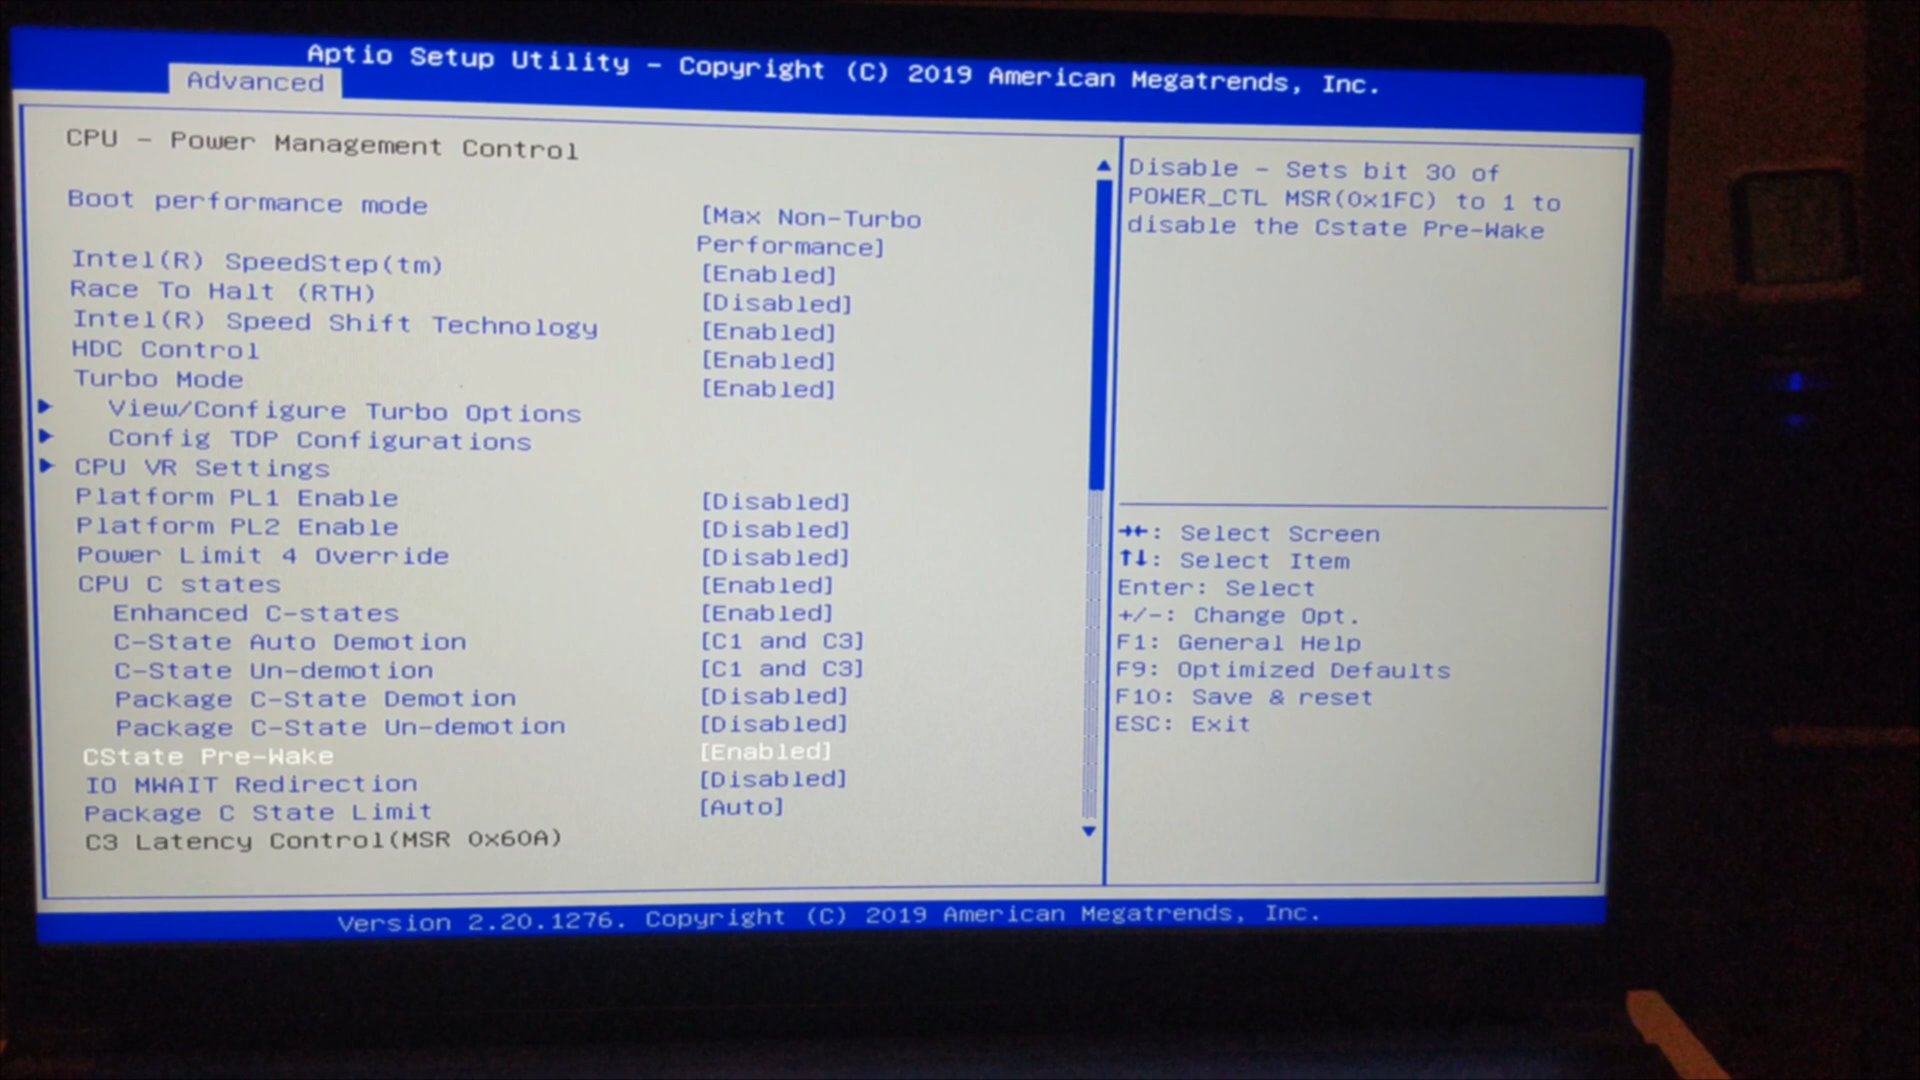 Aptio Setup Utility – Copyright (C) 2019 American Megatrends, Inc.
Advanced
CPU – Power Management Control
Boot performance mode [Max Non-Turbo
Performance]
Intel(R) SpeedStep(tm) [Enabled]
Race To Halt (RTH) [Disabled]
Intel(R) Speed Shift Technology [Enabled]
HDC Control [Enabled]
Turbo Mode [Enabled]
View/Configure Turbo Options
Config TDP Configurations
CPU VR Settings
Platform PL1 Enable [Disabled]
Platform PL2 Enable [Disabled]
Power Limit 4 Override [Disabled]
CPU C states [Enabled]
Enhanced C-states [Enabled]
C-State Auto Demotion [C1 and C3]
C-State Un-demotion [C1 and C3]
Package C-State Demotion [Disabled]
Package C-State Un-demotion [Disabled]
CState Pre-Wake [Enabled]
IO MWAIT Redirection [Disabled]
Package C State Limit [Auto]
C3 Latency Control(MSR 0x60A)
Disable – Sets bit 30 of
POWER_CTL MSR(0x1FC) to 1 to
disable the Cstate Pre-Wake
→←: Select Screen
↑↓: Select Item
Enter: Select
+/-: Change Opt.
F1: General Help
F9: Optimized Defaults
F10: Save & reset
ESC: Exit
Version 2.20.1276. Copyright (C) 2019 American Megatrends, Inc.